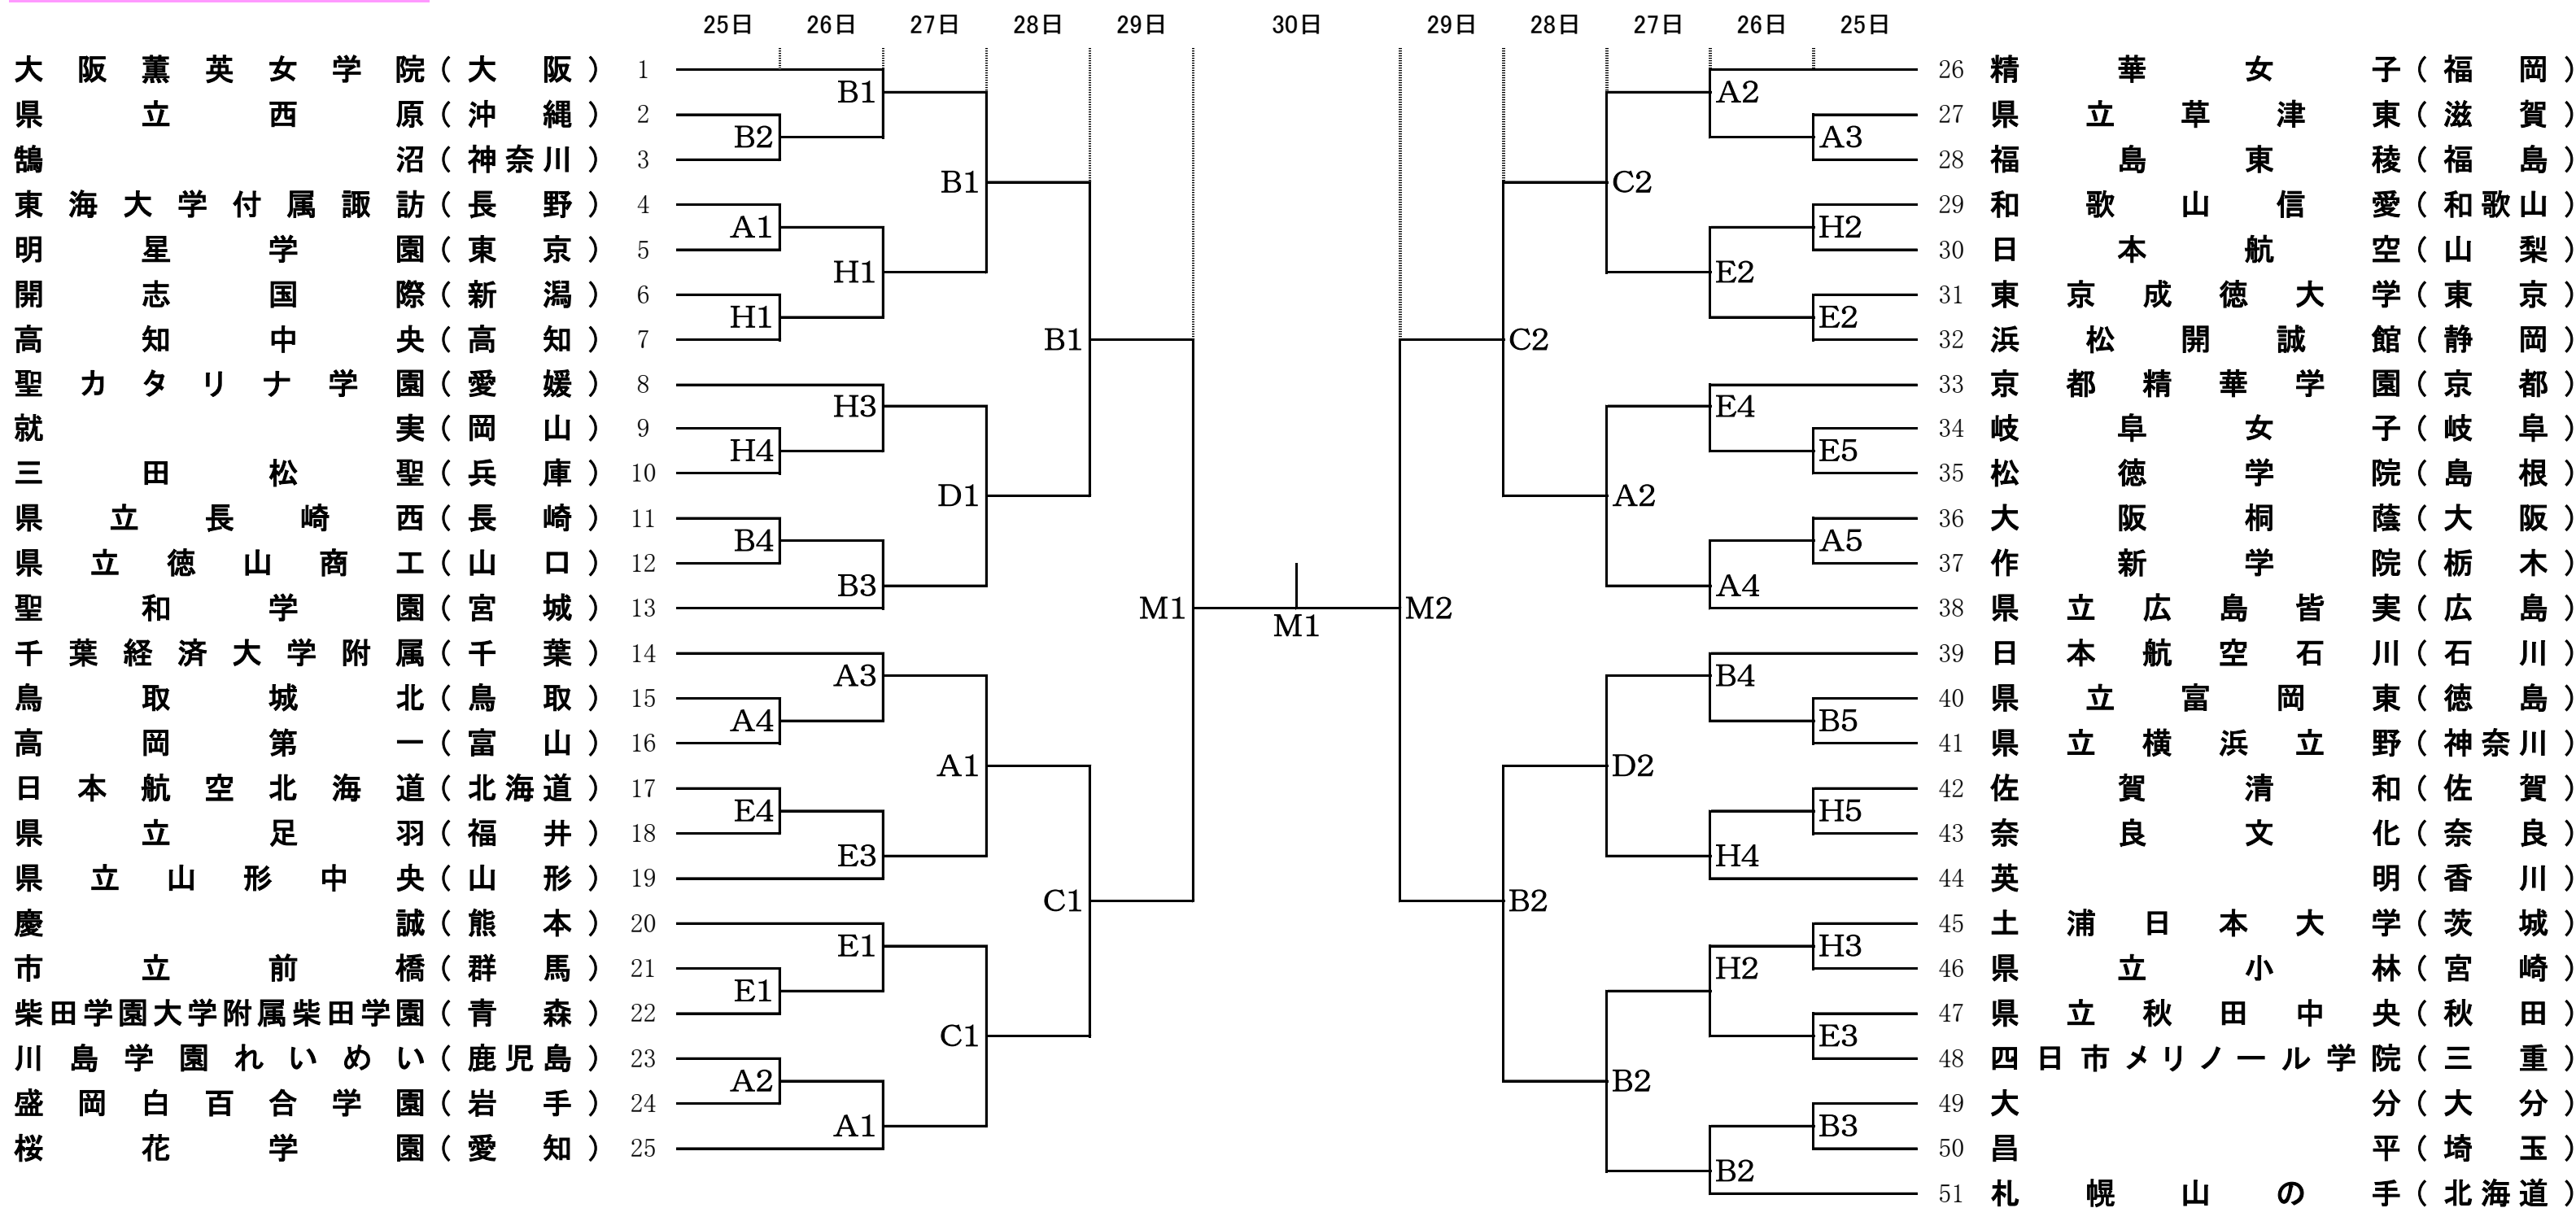 25日 26日 27日 28日 29日 30日 29日 28日 27日 26日 25日
大阪薫英女学院(大阪) 1
県立西原(沖縄) 2
鵠沼(神奈川) 3
東海大学付属諏訪(長野) 4
明星学園(東京) 5
開志国際(新潟) 6
高知中央(高知) 7
聖カタリナ学園(愛媛) 8
就実(岡山) 9
三田松聖(兵庫) 10
県立長崎西(長崎) 11
県立徳山商工(山口) 12
聖和学園(宮城) 13
千葉経済大学附属(千葉) 14
鳥取城北(鳥取) 15
高岡第一(富山) 16
日本航空北海道(北海道) 17
県立足羽(福井) 18
県立山形中央(山形) 19
慶誠(熊本) 20
市立前橋(群馬) 21
柴田学園大学附属柴田学園(青森) 22
川島学園れいめい(鹿児島) 23
盛岡白百合学園(岩手) 24
桜花学園(愛知) 25
B2
A1
H1
H4
B4
A4
E4
E1
A2
B1
H1
H3
B3
A3
E3
E1
A1
B1
D1
A1
C1
B1
C1
M1
M1
M2
C2
B2
C2
A2
D2
B2
A2
E2
E4
A4
B4
H4
H2
B2
A3
H2
E2
E5
A5
B5
H5
H3
E3
B3
26 精華女子(福岡)
27 県立草津東(滋賀)
28 福島東稜(福島)
29 和歌山信愛(和歌山)
30 日本航空(山梨)
31 東京成徳大学(東京)
32 浜松開誠館(静岡)
33 京都精華学園(京都)
34 岐阜女子(岐阜)
35 松徳学院(島根)
36 大阪桐蔭(大阪)
37 作新学院(栃木)
38 県立広島皆実(広島)
39 日本航空石川(石川)
40 県立富岡東(徳島)
41 県立横浜立野(神奈川)
42 佐賀清和(佐賀)
43 奈良文化(奈良)
44 英明(香川)
45 土浦日本大学(茨城)
46 県立小林(宮崎)
47 県立秋田中央(秋田)
48 四日市メリノール学院(三重)
49 大分(大分)
50 昌平(埼玉)
51 札幌山の手(北海道)